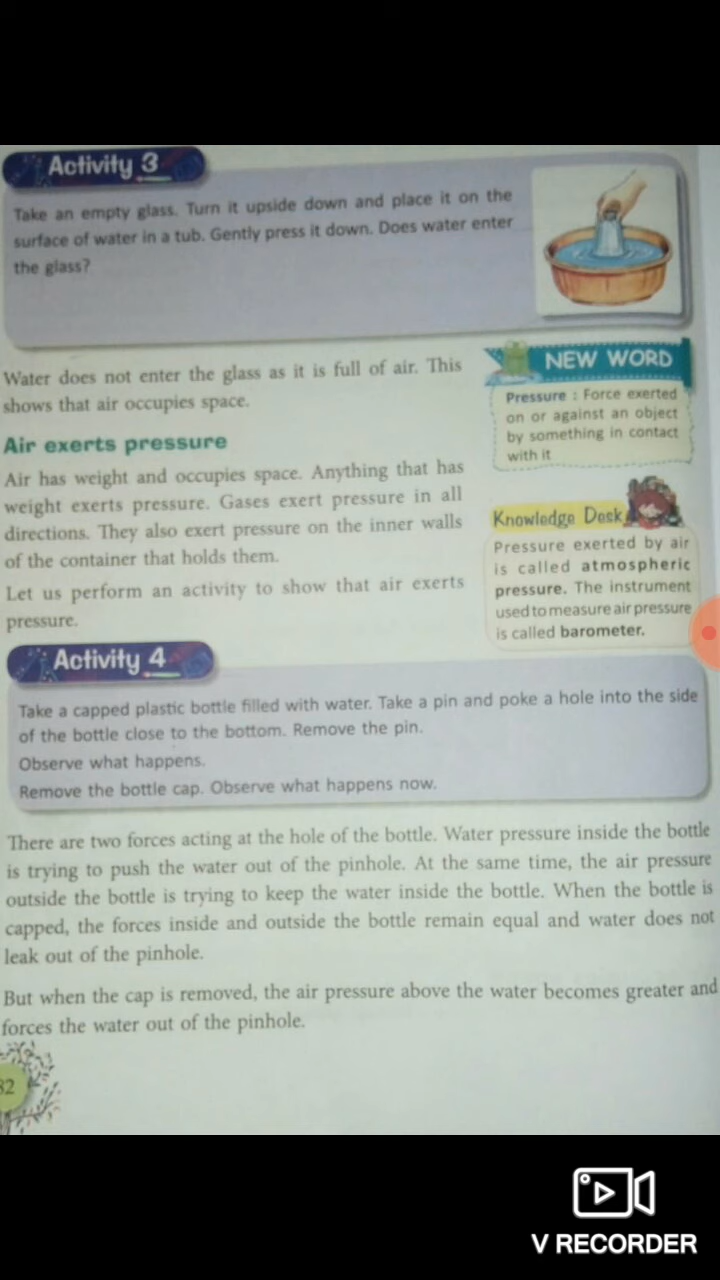 Activity 3
Take an empty glass. Turn it upside down and place it on the
surface of water in a tub. Gently press it down. Does water enter
the glass?
Water does not enter the glass as it is full of air. This
shows that air occupies space.
Air exerts pressure
Air has weight and occupies space. Anything that has
weight exerts pressure. Gases exert pressure in all
directions. They also exert pressure on the inner walls
of the container that holds them.
Let us perform an activity to show that air exerts
pressure.
NEW WORD
Pressure : Force exerted
on or against an object
by something in contact
with it
Knowledge Desk
Pressure exerted by air
is called atmospheric
pressure. The instrument
used to measure air pressure
is called barometer.
Activity 4
Take a capped plastic bottle filled with water. Take a pin and poke a hole into the side
of the bottle close to the bottom. Remove the pin.
Observe what happens.
Remove the bottle cap. Observe what happens now.
There are two forces acting at the hole of the bottle. Water pressure inside the bottle
is trying to push the water out of the pinhole. At the same time, the air pressure
outside the bottle is trying to keep the water inside the bottle. When the bottle is
capped, the forces inside and outside the bottle remain equal and water does not
leak out of the pinhole.
But when the cap is removed, the air pressure above the water becomes greater and
forces the water out of the pinhole.
82
V RECORDER